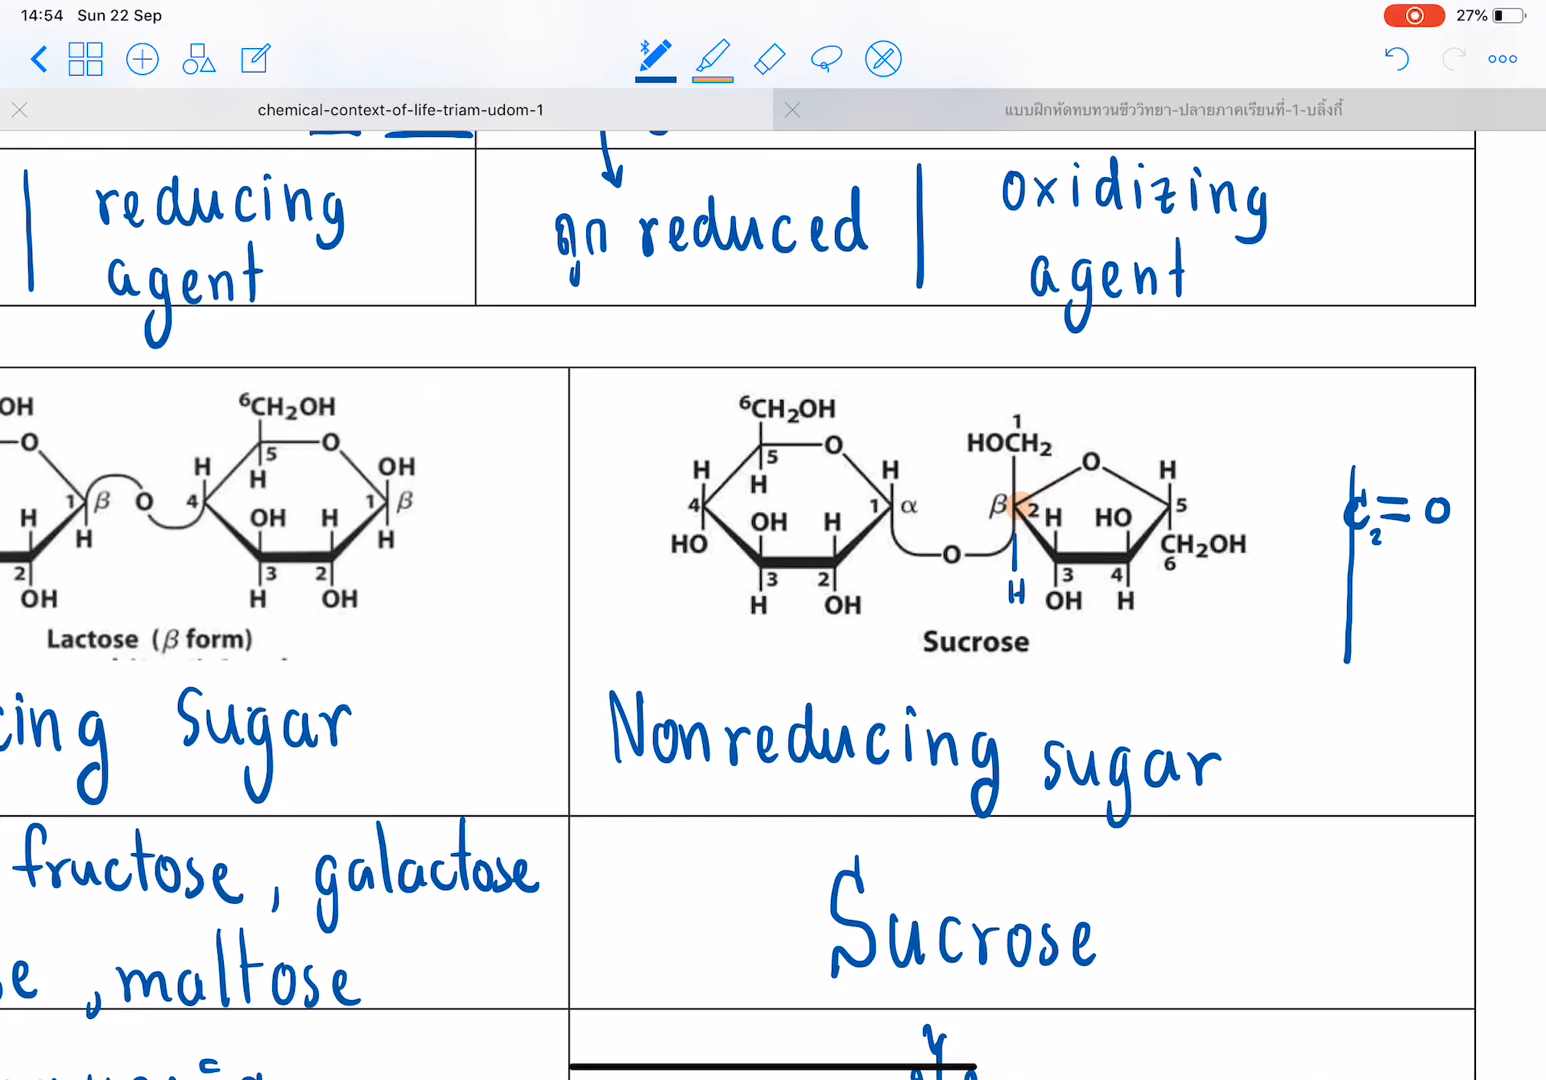 14:54 Sun 22 Sep 27%
chemical-context-of-life-triam-udom-1
แบบฝึกหัดทบทวนชีววิทยา-ปลายภาคเรียนที่-1-บลิ้งกี้
reducing agent
ถูก reduced
oxidizing agent
OH
O
1 β
H
H
2
OH
O
6CH2OH
5
O
H
H
4
OH
H
OH
1 β
H
3
2
H
OH
Lactose (β form)
6CH2OH
5
O
H
H
H
4
OH
H
1 α
HO
3
2
H
OH
O
1
HOCH2
O
H
β 2
H
HO
5
CH2OH
6
3
4
OH
H
H
Sucrose
C2=O
cing sugar
Nonreducing sugar
fructose, galactose
e, maltose
Sucrose